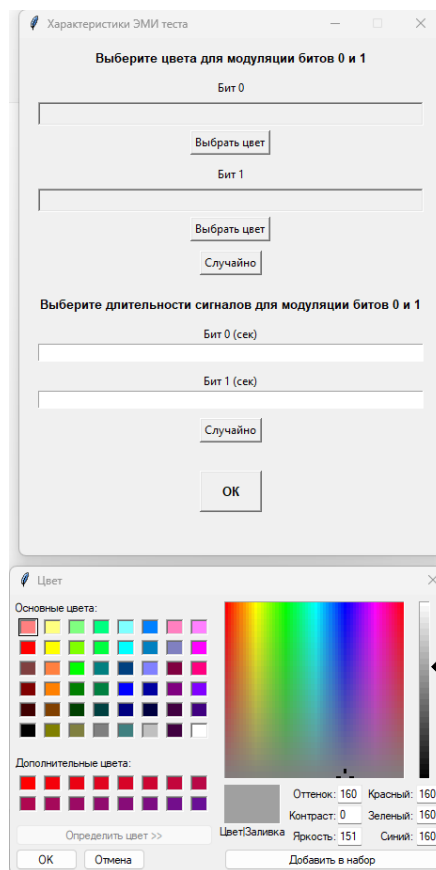 Характеристики ЭМИ теста
Выберите цвета для модуляции битов 0 и 1
Бит 0
Выбрать цвет
Бит 1
Выбрать цвет
Случайно
Выберите длительности сигналов для модуляции битов 0 и 1
Бит 0 (сек)
Бит 1 (сек)
Случайно
ОК
Цвет
Основные цвета:
Дополнительные цвета:
Определить цвет >>
ОК Отмена
Цвет|Заливка
Оттенок: 160 Красный: 160
Контраст: 0 Зеленый: 160
Яркость: 151 Синий: 160
Добавить в набор